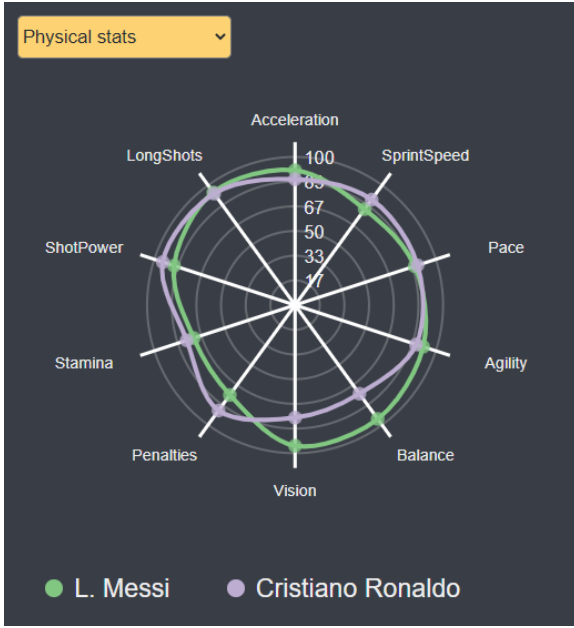 Physical stats
Acceleration
LongShots
SprintSpeed
100
83
67
50
33
17
ShotPower
Pace
Stamina
Agility
Penalties
Balance
Vision
L. Messi
Cristiano Ronaldo